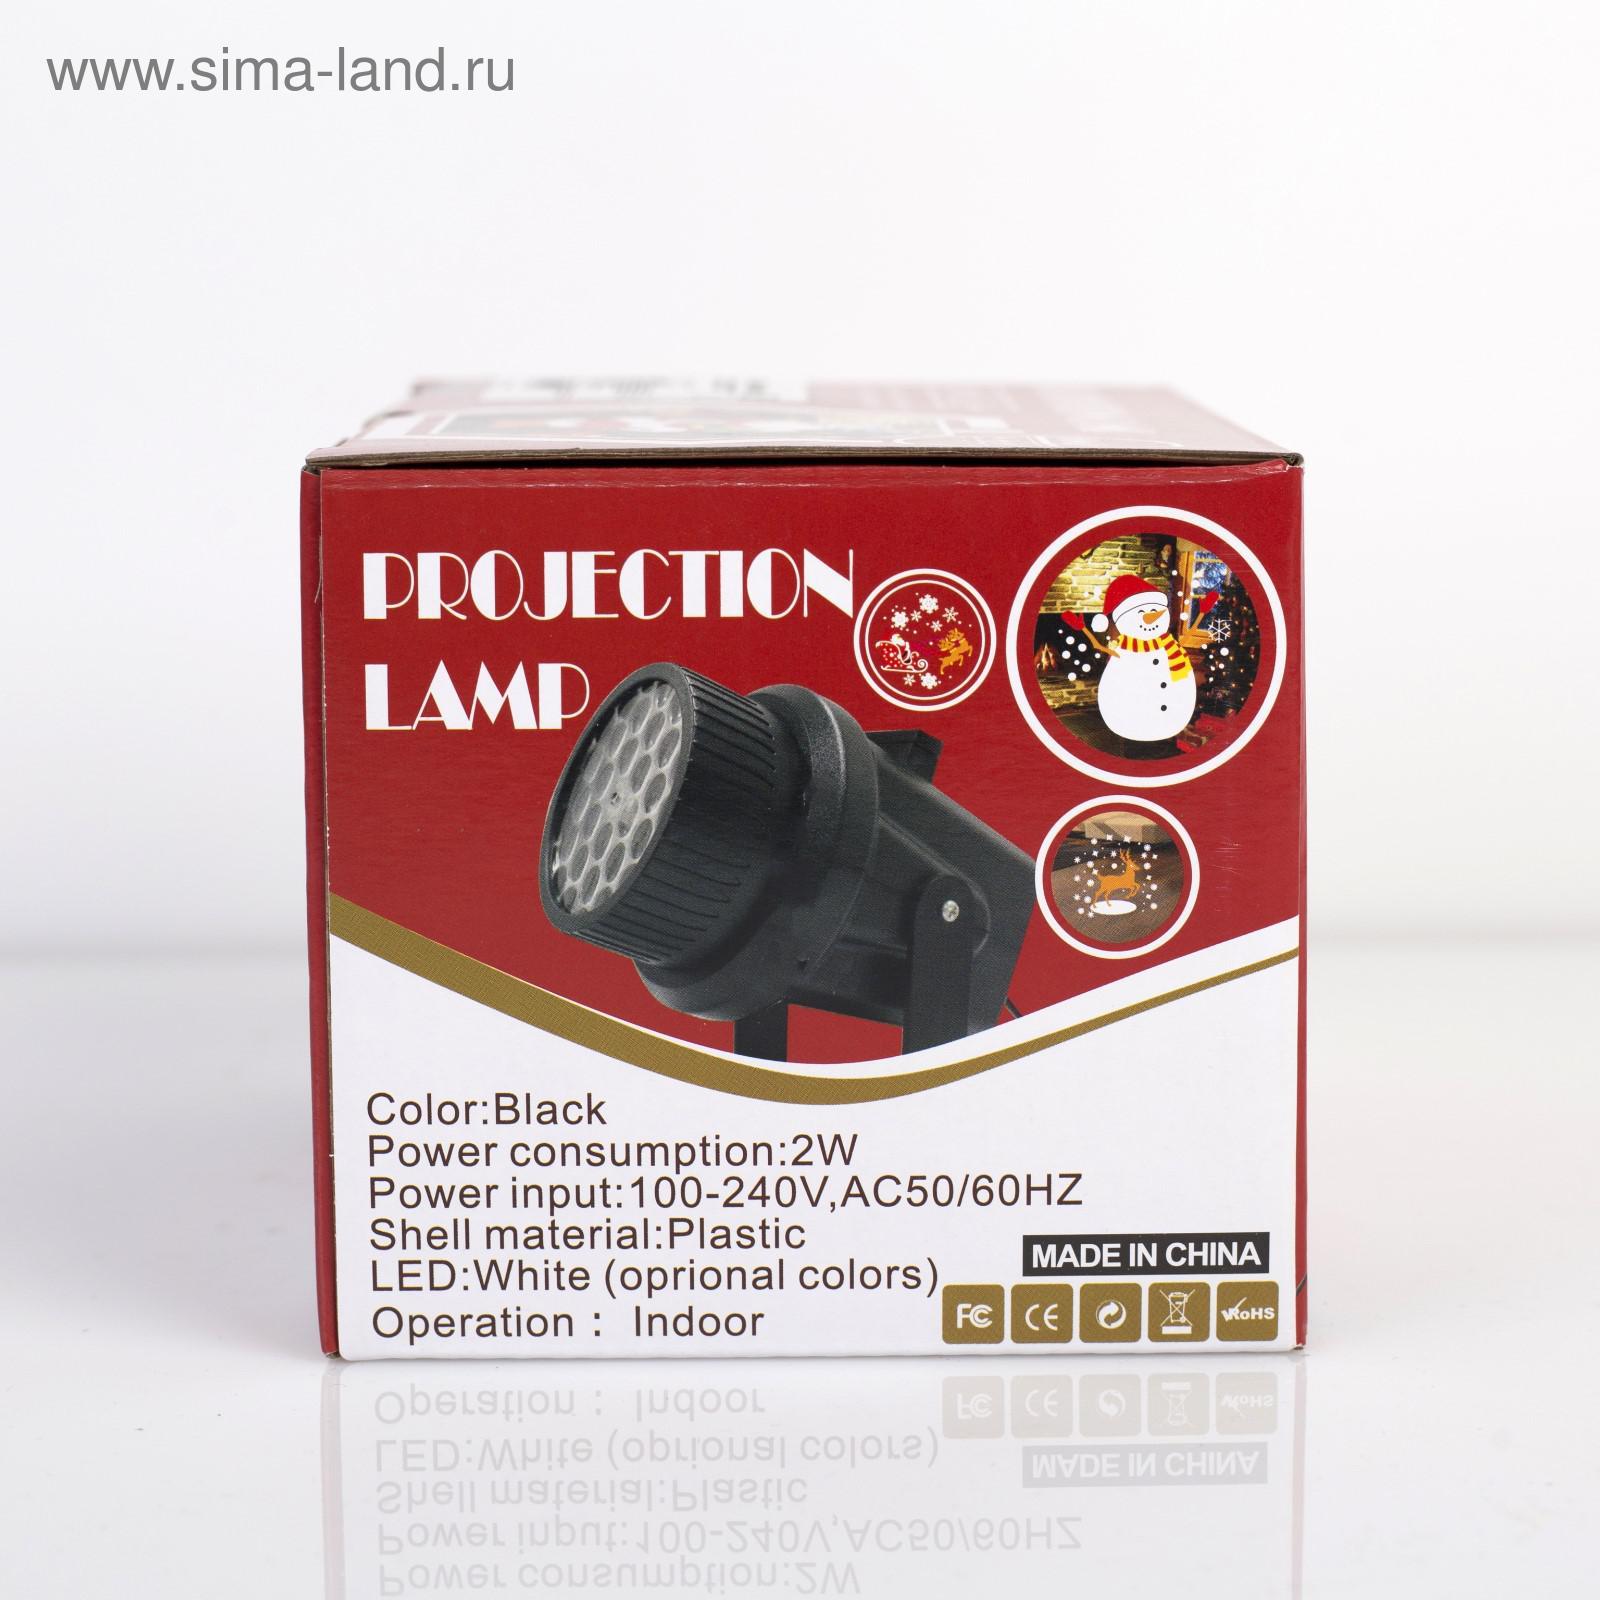 www.sima-land.ru
PROJECTION
LAMP
Color:Black
Power consumption:2W
Power input:100-240V,AC50/60HZ
Shell material:Plastic
LED:White (oprional colors)
Operation : Indoor
MADE IN CHINA
FC CE RoHS